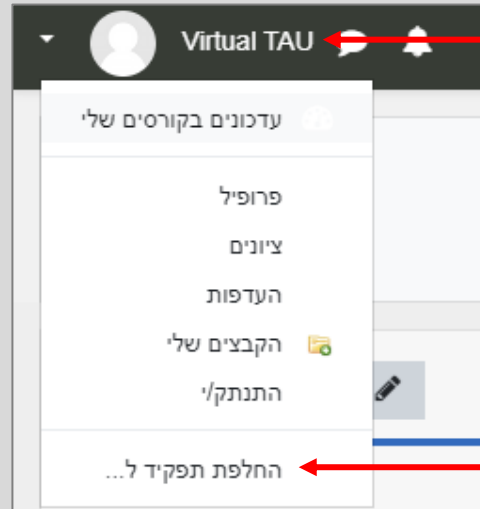 Virtual TAU
עדכונים בקורסים שלי
פרופיל
ציונים
העדפות
הקבצים שלי
התנתק/י
החלפת תפקיד ל...